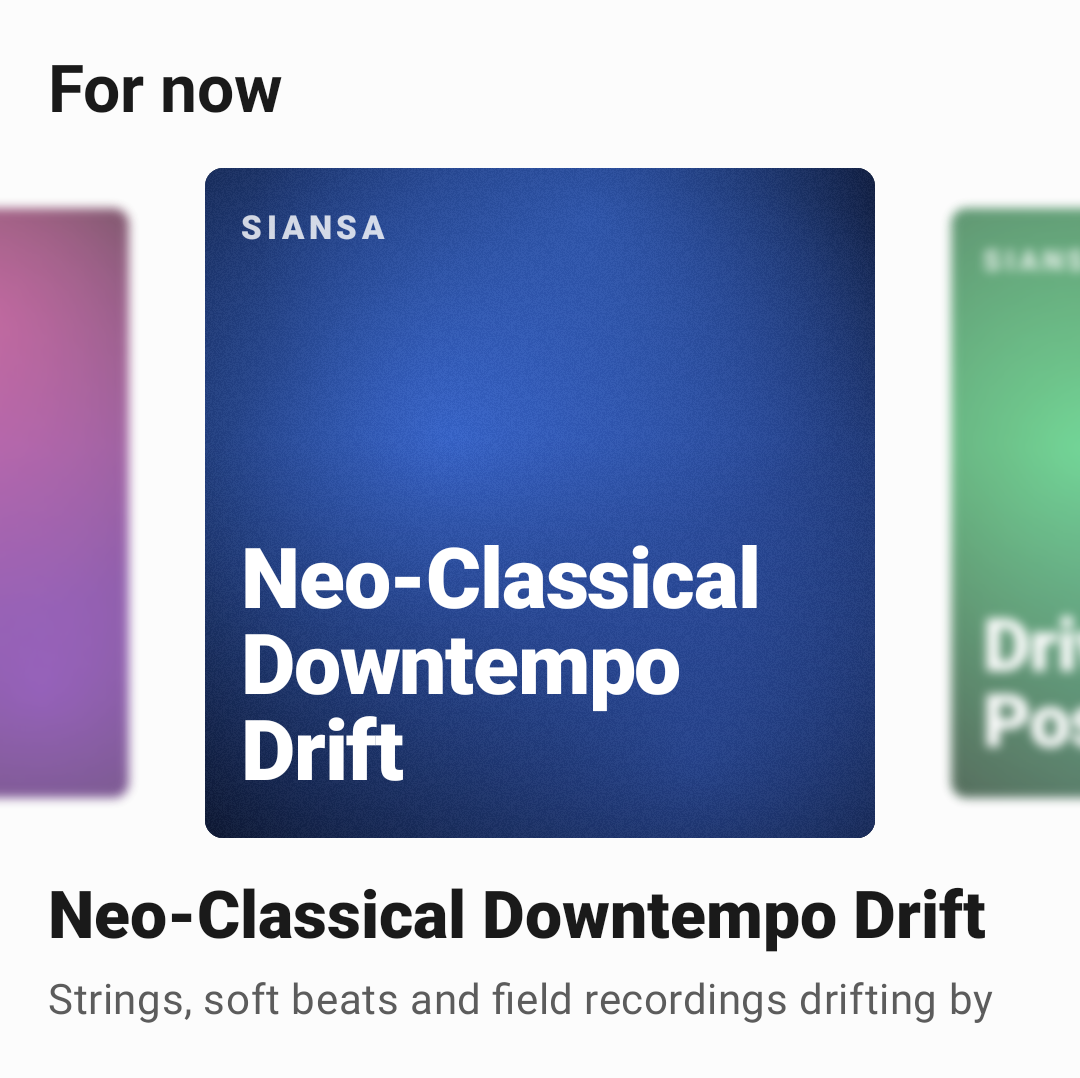 For now
SIANSA
Neo-Classical
Downtempo
Drift
Neo-Classical Downtempo Drift
Strings, soft beats and field recordings drifting by